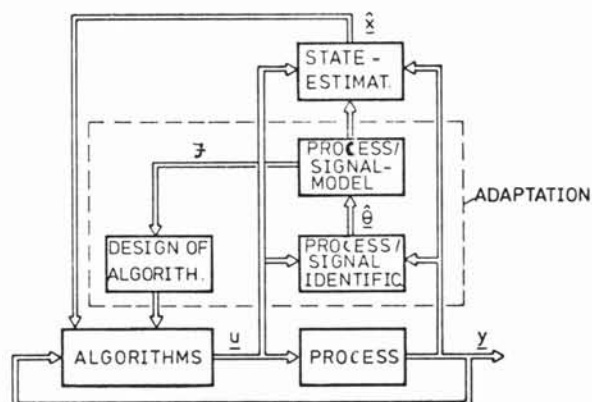 x̂
STATE-
ESTIMAT.
PROCESS/
SIGNAL-
MODEL
ADAPTATION
θ̂
DESIGN OF
ALGORITH.
PROCESS/
SIGNAL
IDENTIFIC
ALGORITHMS
u
PROCESS
y